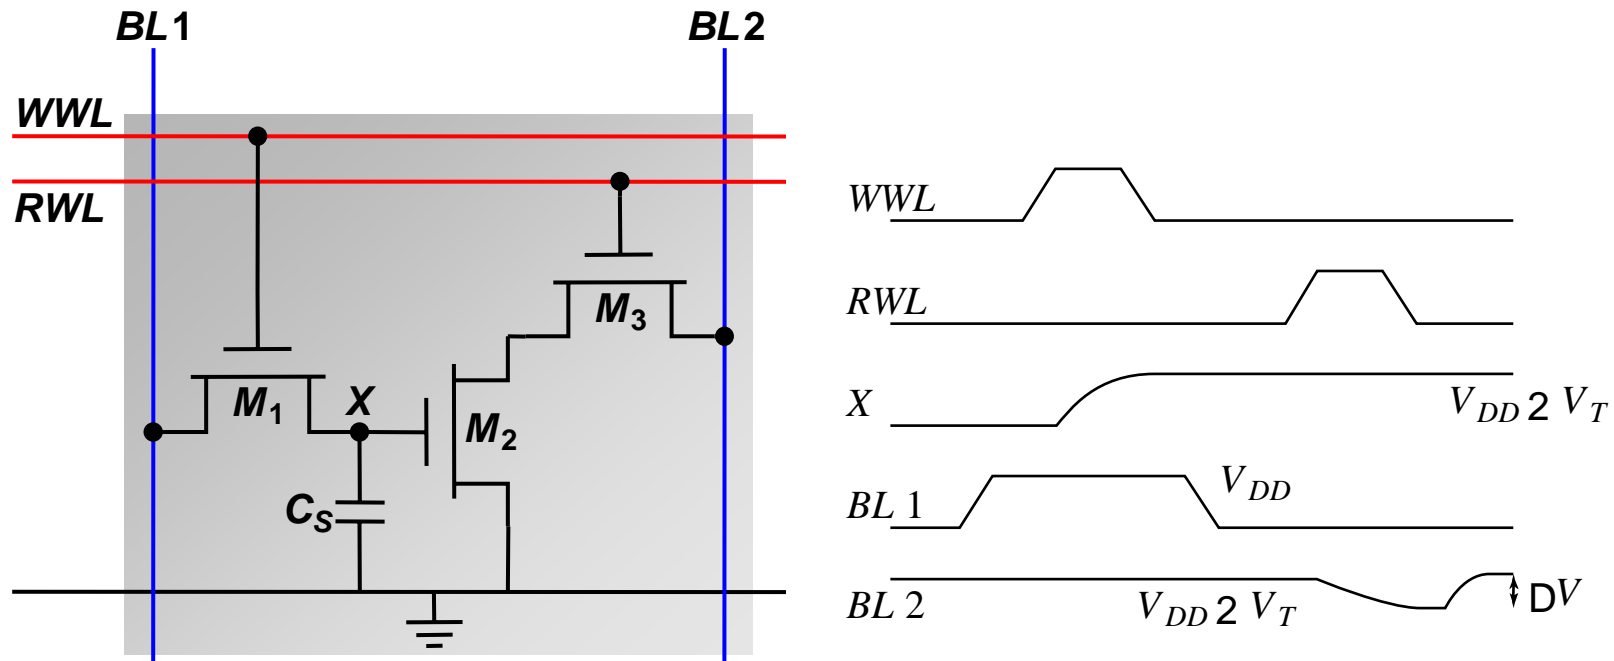 BL1 BL2
WWL
RWL
M3
M1 X M2
CS
WWL
RWL
X VDD 2 VT
BL 1 VDD
BL 2 VDD 2 VT DV